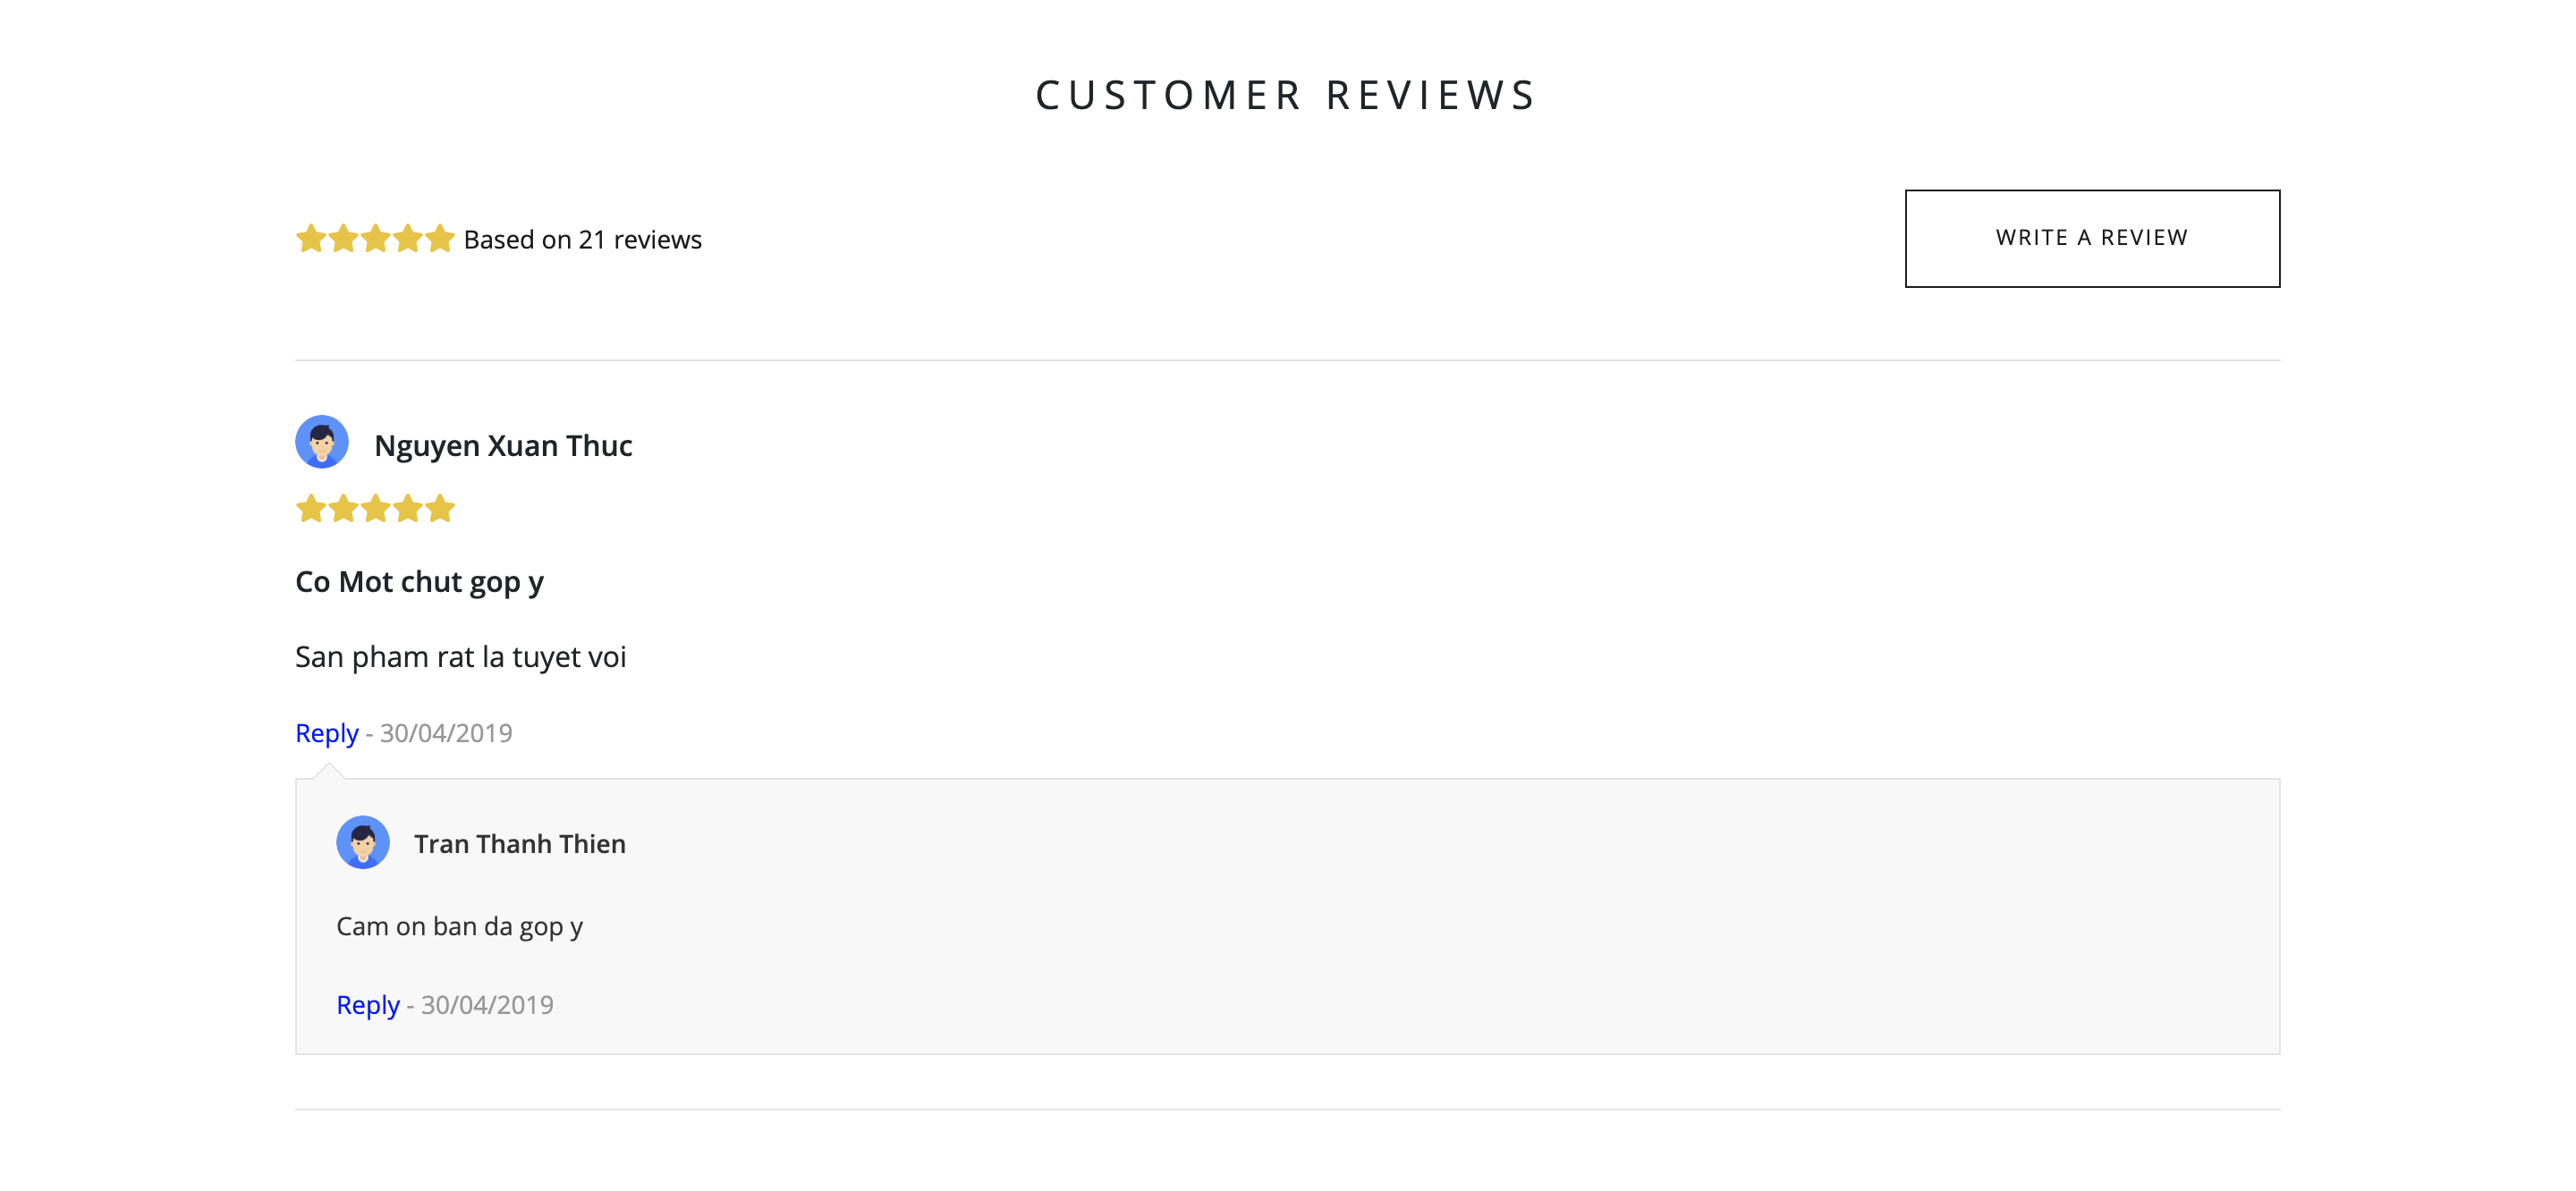 CUSTOMER REVIEWS
Based on 21 reviews
WRITE A REVIEW
Nguyen Xuan Thuc
Co Mot chut gop y
San pham rat la tuyet voi
Reply - 30/04/2019
Tran Thanh Thien
Cam on ban da gop y
Reply - 30/04/2019